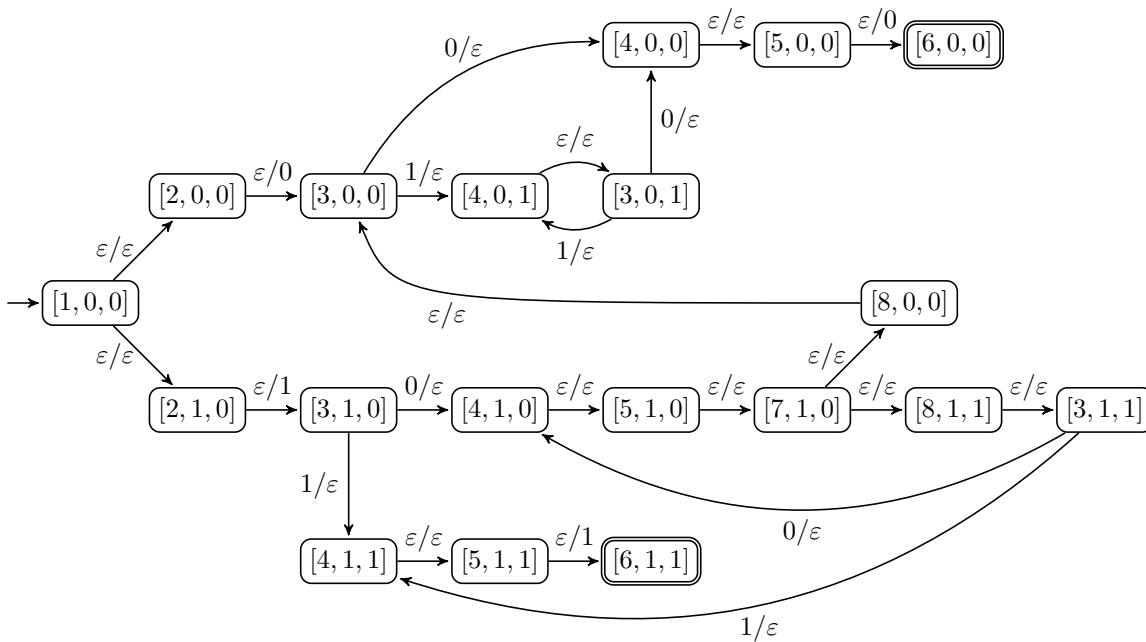 [4, 0, 0] ε/ε [5, 0, 0] ε/0 [6, 0, 0]
0/ε
0/ε
ε/ε
[2, 0, 0] ε/0 [3, 0, 0] 1/ε [4, 0, 1] [3, 0, 1]
1/ε
ε/ε
[1, 0, 0] [8, 0, 0]
ε/ε
ε/ε
ε/ε
[2, 1, 0] ε/1 [3, 1, 0] 0/ε [4, 1, 0] ε/ε [5, 1, 0] ε/ε [7, 1, 0] ε/ε [8, 1, 1] ε/ε [3, 1, 1]
1/ε
0/ε
[4, 1, 1] ε/ε [5, 1, 1] ε/1 [6, 1, 1]
1/ε